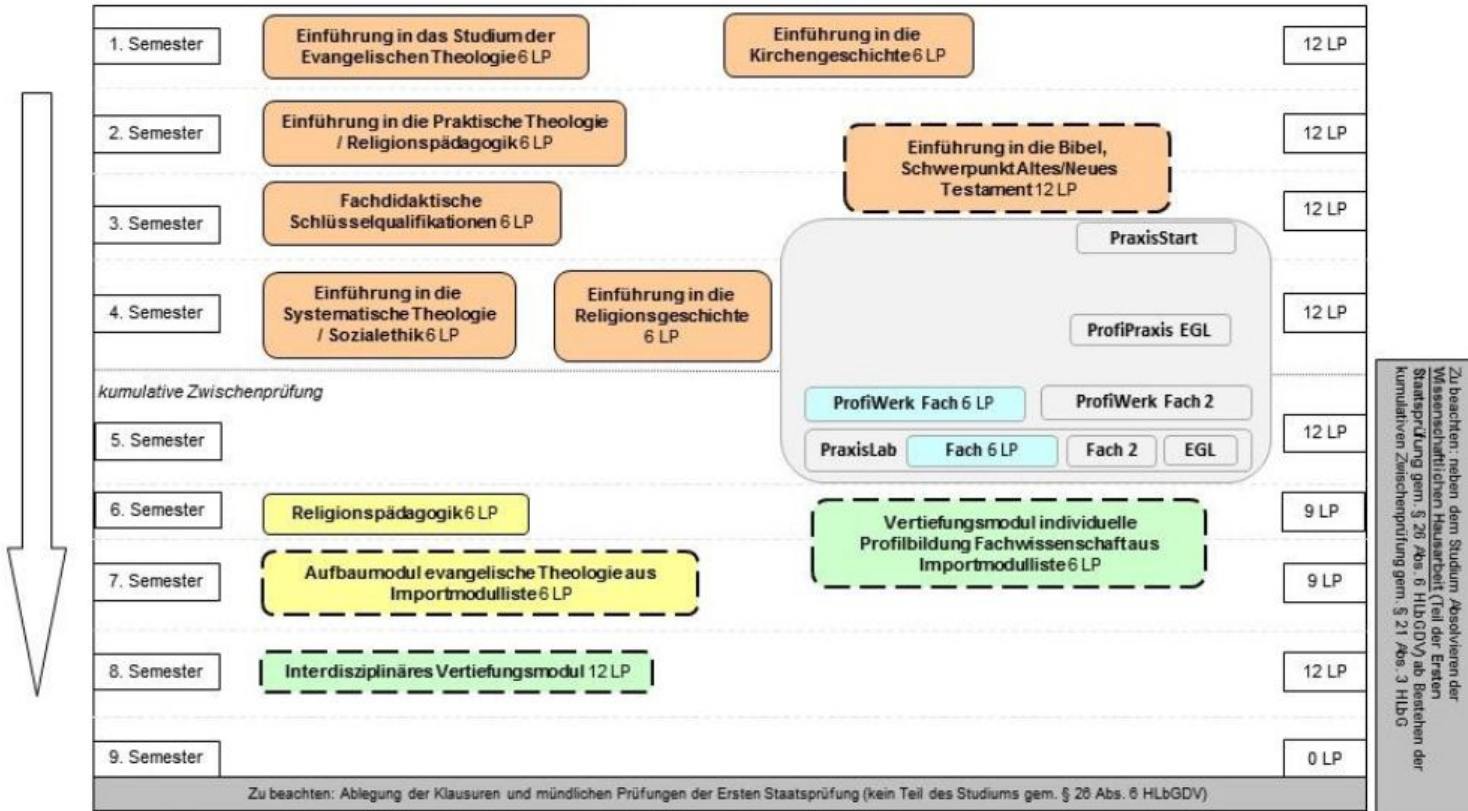 1. Semester
Einführung in das Studium der
Evangelischen Theologie 6 LP
Einführung in die
Kirchengeschichte 6 LP
12 LP
2. Semester
Einführung in die Praktische Theologie
/ Religionspädagogik 6 LP
Einführung in die Bibel,
Schwerpunkt Altes/Neues
Testament 12 LP
12 LP
3. Semester
Fachdidaktische
Schlüsselqualifikationen 6 LP
12 LP
PraxisStart
4. Semester
Einführung in die
Systematische Theologie
/ Sozialethik 6 LP
Einführung in die
Religionsgeschichte
6 LP
ProfiPraxis EGL
12 LP
kumulative Zwischenprüfung
ProfiWerk Fach 6 LP
ProfiWerk Fach 2
5. Semester
PraxisLab
Fach 6 LP
Fach 2
EGL
12 LP
6. Semester
Religionspädagogik 6 LP
Vertiefungsmodul individuelle
Profilbildung Fachwissenschaft aus
Importmodulliste 6 LP
9 LP
7. Semester
Aufbaumodul evangelische Theologie aus
Importmodulliste 6 LP
9 LP
8. Semester
Interdisziplinäres Vertiefungsmodul 12 LP
12 LP
9. Semester
0 LP
Zu beachten: Ablegung der Klausuren und mündlichen Prüfungen der Ersten Staatsprüfung (kein Teil des Studiums gem. § 26 Abs. 6 HLbGDV)
Zu beachten: neben dem Studium Absolvieren der
Wissenschaftlichen Hausarbeit (Teil der Ersten
Staatsprüfung gem. § 26 Abs. 6 HLbGDV) ab Bestehen der
kumulativen Zwischenprüfung gem. § 21 Abs. 3 HLbG